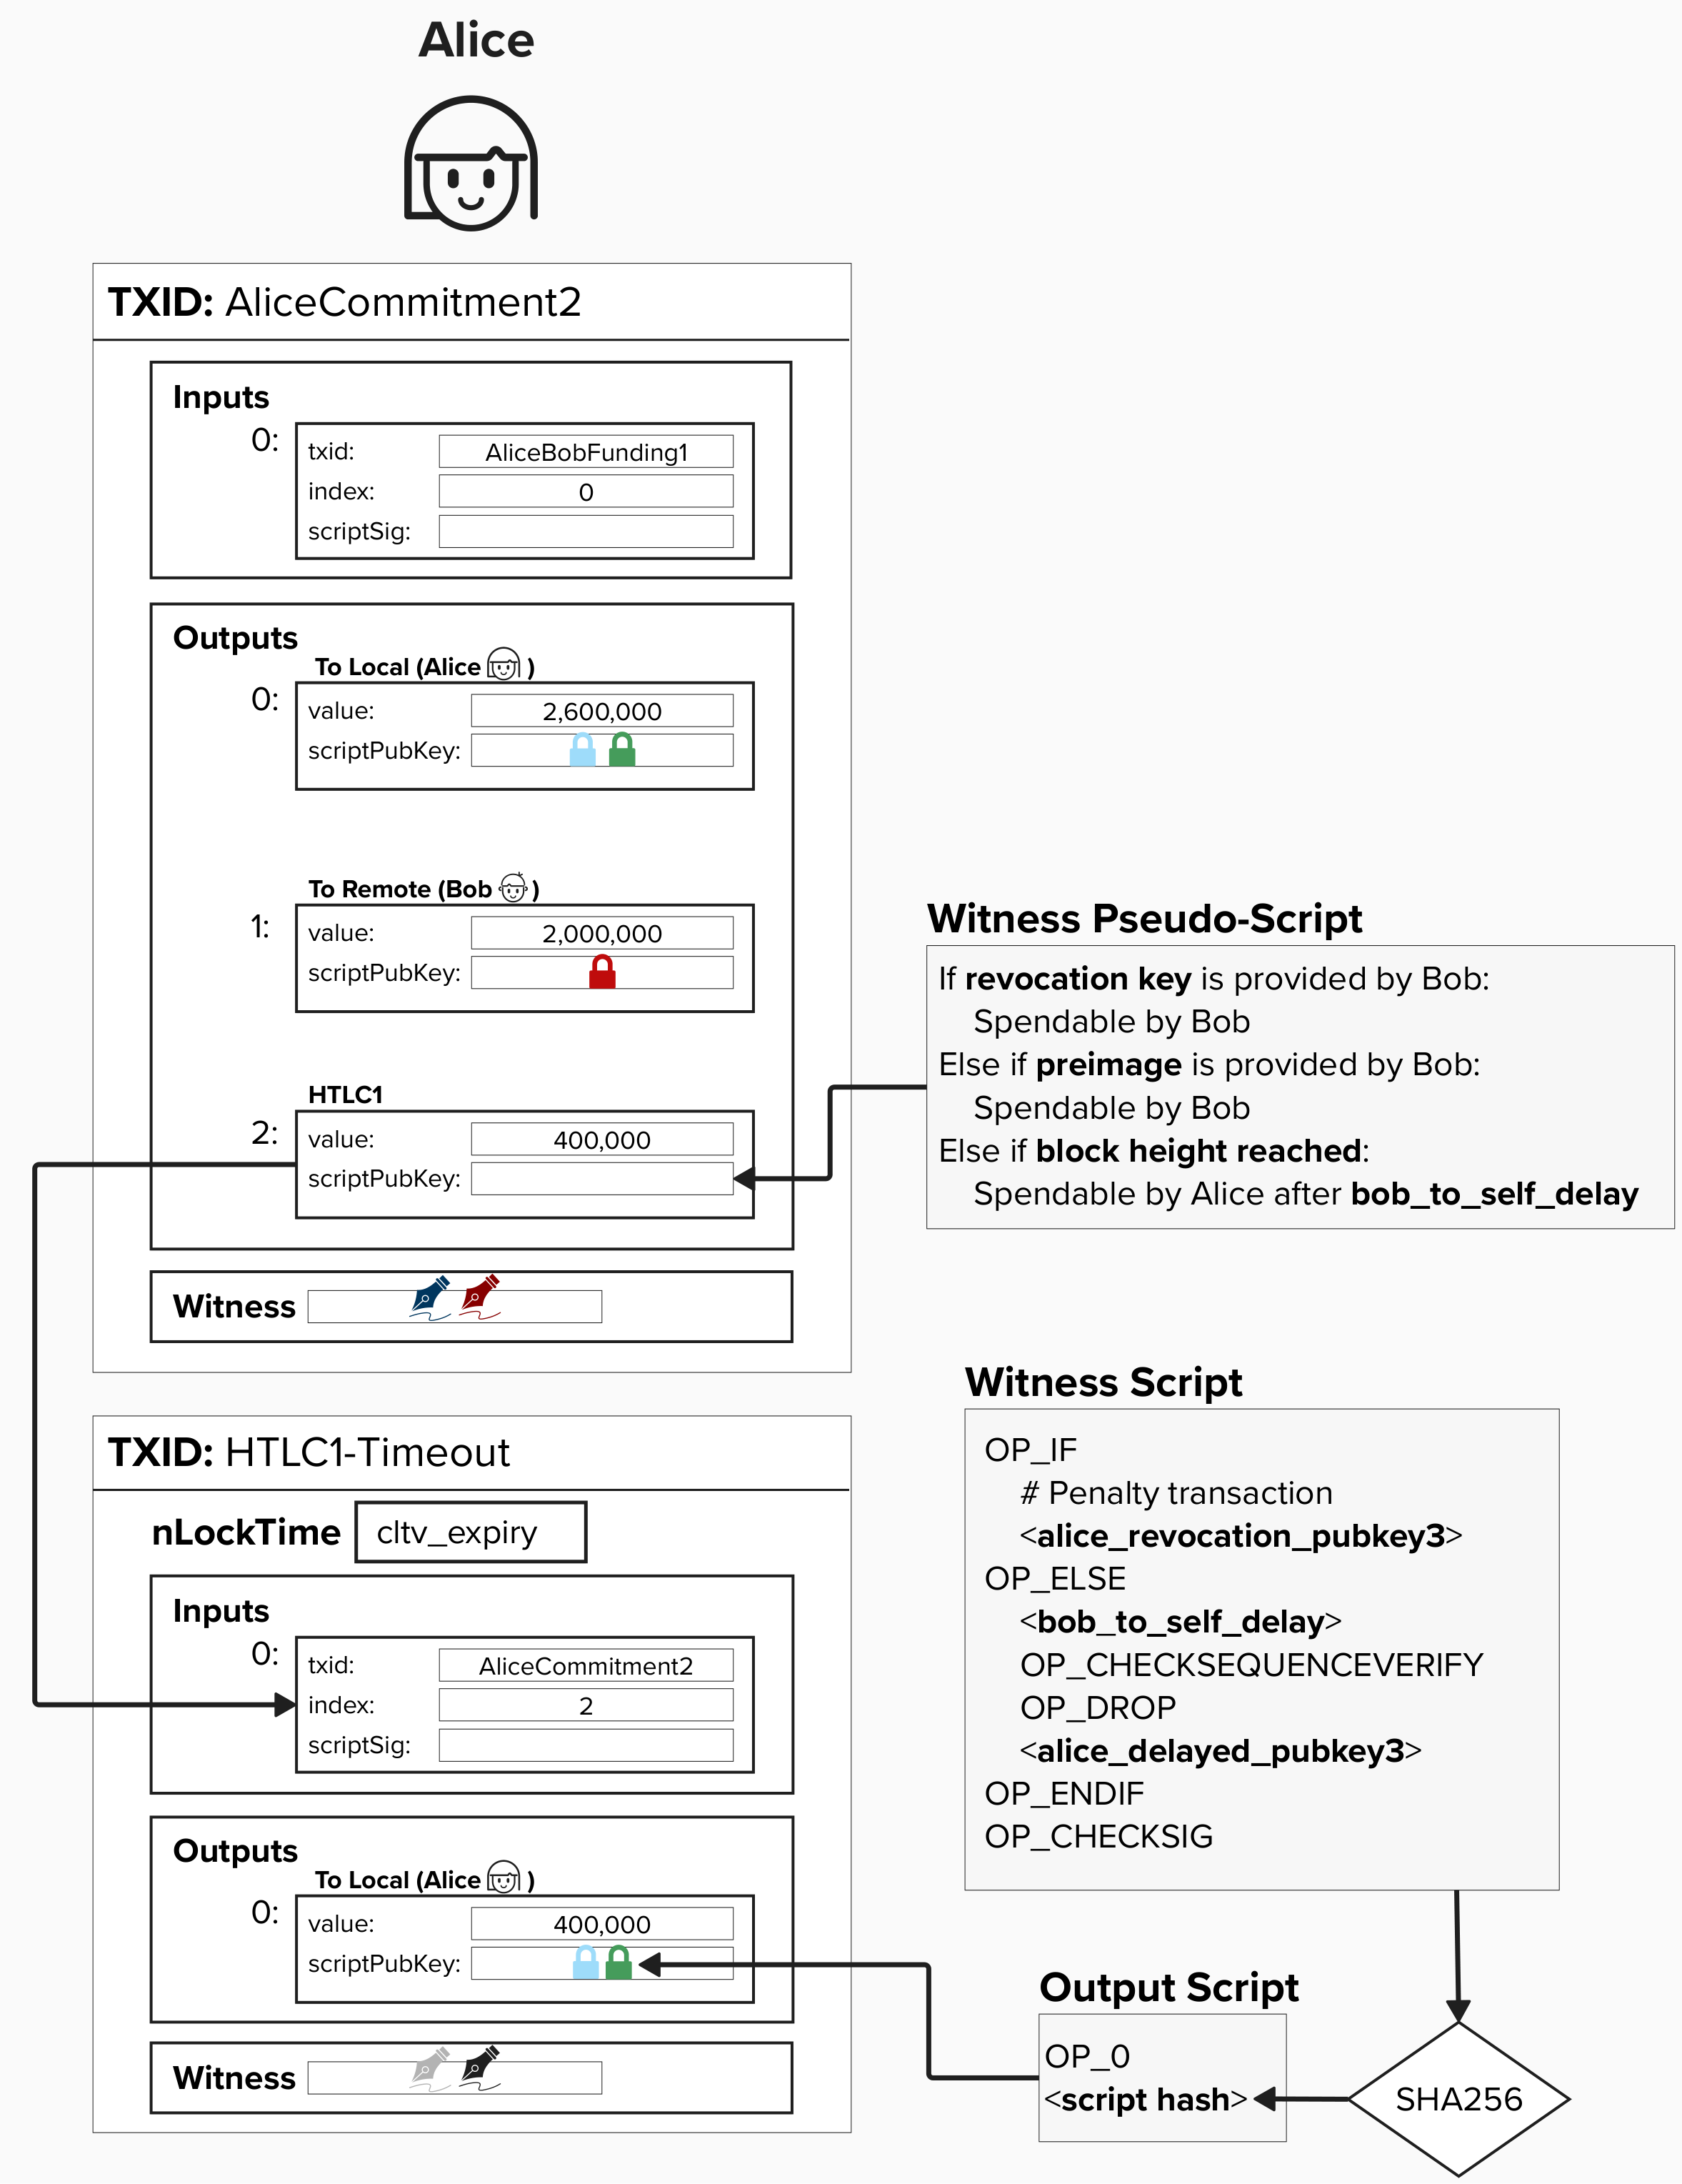 Alice
TXID: AliceCommitment2
Inputs
0:
txid: AliceBobFunding1
index: 0
scriptSig:
Outputs
To Local (Alice )
0:
value: 2,600,000
scriptPubKey:
To Remote (Bob )
1:
value: 2,000,000
scriptPubKey:
HTLC1
2:
value: 400,000
scriptPubKey:
Witness
Witness Pseudo-Script
If revocation key is provided by Bob:
Spendable by Bob
Else if preimage is provided by Bob:
Spendable by Bob
Else if block height reached:
Spendable by Alice after bob_to_self_delay
TXID: HTLC1-Timeout
nLockTime cltv_expiry
Inputs
0:
txid: AliceCommitment2
index: 2
scriptSig:
Outputs
To Local (Alice )
0:
value: 400,000
scriptPubKey:
Witness
Witness Script
OP_IF
# Penalty transaction
<alice_revocation_pubkey3>
OP_ELSE
<bob_to_self_delay>
OP_CHECKSEQUENCEVERIFY
OP_DROP
<alice_delayed_pubkey3>
OP_ENDIF
OP_CHECKSIG
Output Script
OP_0
<script hash>
SHA256